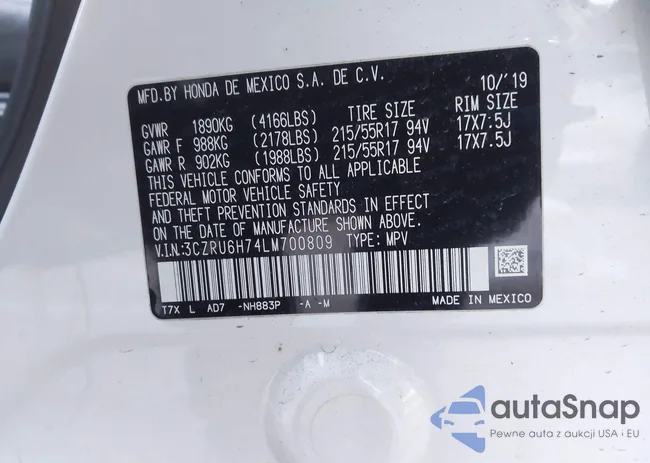 MFD.BY HONDA DE MEXICO S.A. DE C.V. 10/'19
GVWR 1890KG (4166LBS) TIRE SIZE RIM SIZE
GAWR F 988KG (2178LBS) 215/55R17 94V 17X7.5J
GAWR R 902KG (1988LBS) 215/55R17 94V 17X7.5J
THIS VEHICLE CONFORMS TO ALL APPLICABLE
FEDERAL MOTOR VEHICLE SAFETY
AND THEFT PREVENTION STANDARDS IN EFFECT
ON THE DATE OF MANUFACTURE SHOWN ABOVE.
V.I.N:3CZRU6H74LM700809 TYPE: MPV
T7X L AD7 -NH883P -A -M MADE IN MEXICO
autaSnap
Pewne auta z aukcji USA i EU